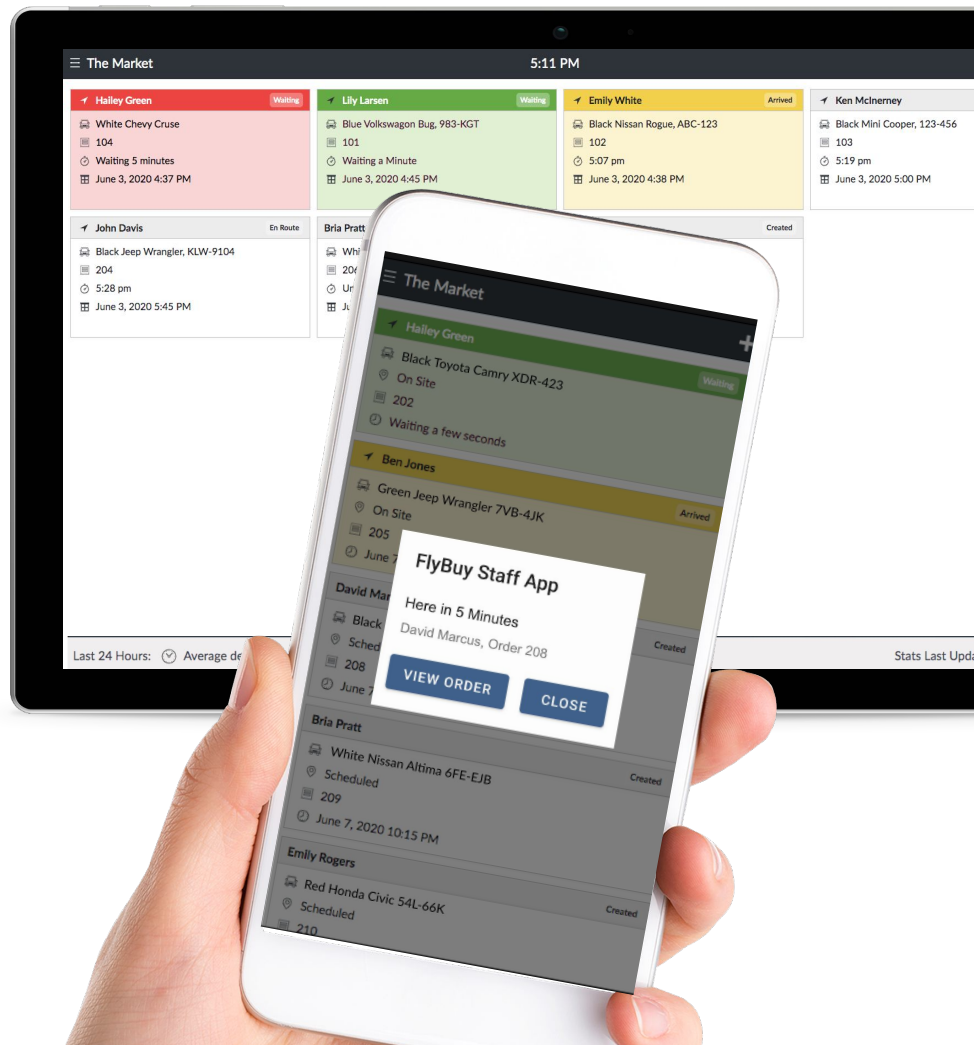 The Market
5:11 PM
Hailey Green
Waiting
White Chevy Cruse
104
Waiting 5 minutes
June 3, 2020 4:37 PM
Lily Larsen
Waiting
Blue Volkswagon Bug, 983-KGT
101
Waiting a Minute
June 3, 2020 4:45 PM
Emily White
Arrived
Black Nissan Rogue, ABC-123
102
5:07 pm
June 3, 2020 4:38 PM
Ken McInerney
Black Mini Cooper, 123-456
103
5:19 pm
June 3, 2020 5:00 PM
John Davis
En Route
Black Jeep Wrangler, KLW-9104
204
5:28 pm
June 3, 2020 5:45 PM
Bria Pratt
Created
Last 24 Hours:
Average
Stats Last
The Market
Hailey Green
Waiting
Black Toyota Camry XDR-423
On Site
202
Waiting a few seconds
Ben Jones
Arrived
Green Jeep Wrangler 7VB-4JK
On Site
205
June
FlyBuy Staff App
Here in 5 Minutes
David Marcus, Order 208
VIEW ORDER
CLOSE
David
Created
Black
208
June
Bria Pratt
Created
White Nissan Altima 6FE-EJB
Scheduled
209
June 7, 2020 10:15 PM
Emily Rogers
Created
Red Honda Civic 54L-66K
Scheduled
210